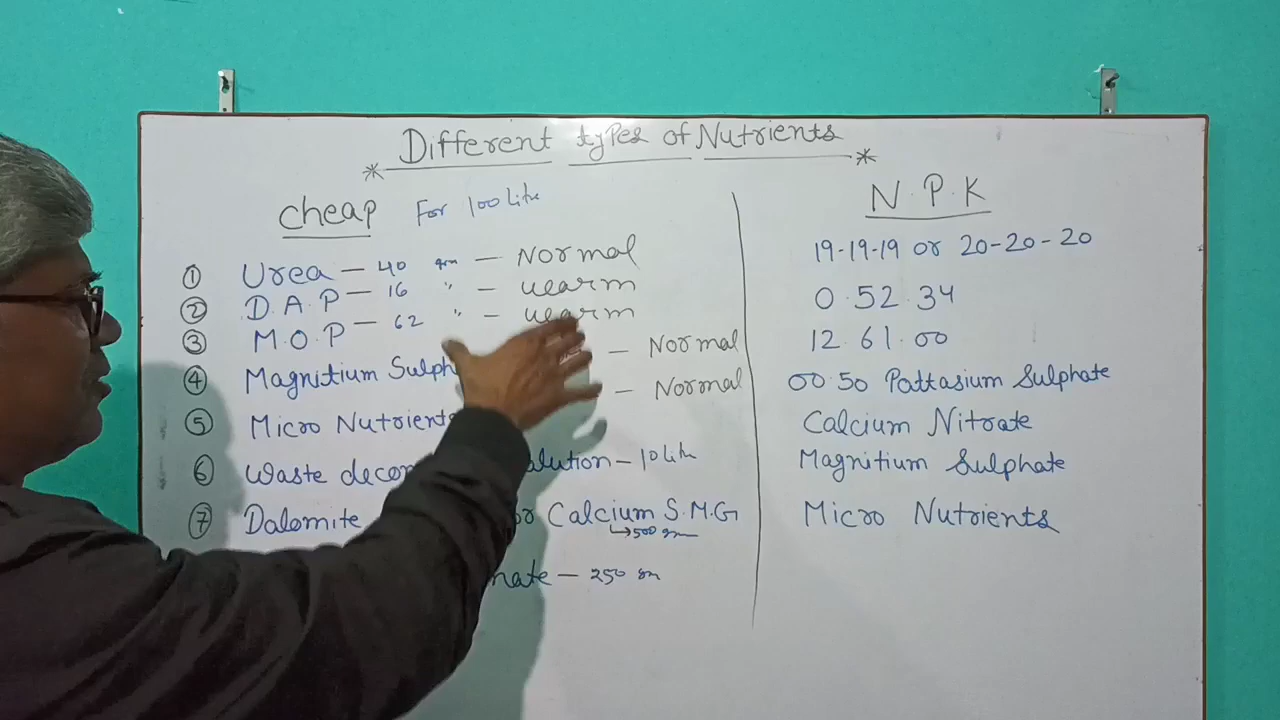 * Different types of Nutrients *
Cheap For 100 Litre
① Urea - 40 gm - Normal
② D.A.P - 16 " - warm
③ M.O.P - 62 " - warm
④ Magnitium Sulph - Normal
⑤ Micro Nutrients - Normal
⑥ Waste decom olution - 10 Litre
⑦ Dalomite or Calcium S.M.G
↳ 500 gm
nate - 250 gm
N.P.K
19-19-19 or 20-20-20
0.52.34
12.61.00
00.50 Pattasium Sulphate
Calcium Nitrate
Magnitium Sulphate
Micro Nutrients